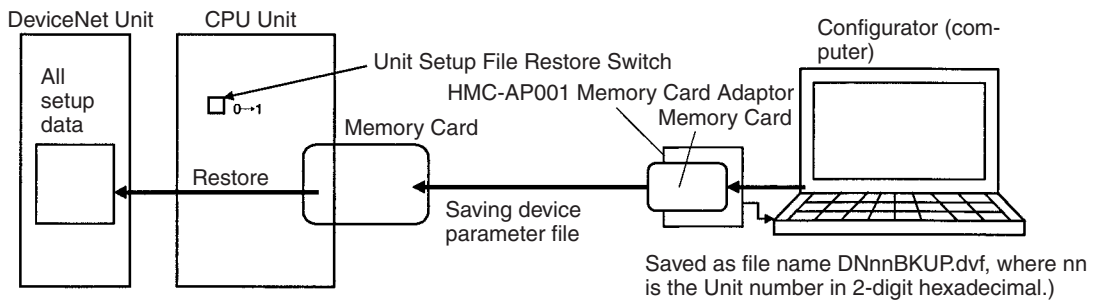 DeviceNet Unit
CPU Unit
All
setup
data
0→1
Unit Setup File Restore Switch
HMC-AP001 Memory Card Adaptor
Memory Card
Memory Card
Configurator (com-
puter)
Restore
Saving device
parameter file
Saved as file name DNnnBKUP.dvf, where nn
is the Unit number in 2-digit hexadecimal.)